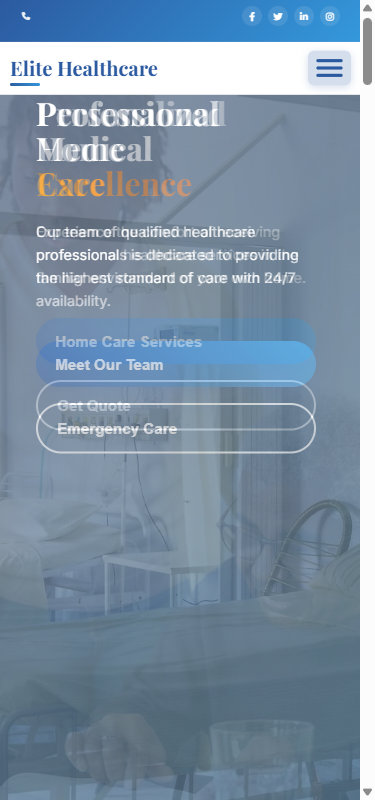 Elite Healthcare
Professional
Medical
Excellence
Our team of qualified healthcare
professionals is dedicated to providing
the highest standard of care with 24/7
availability.
Home Care Services
Meet Our Team
Get Quote
Emergency Care